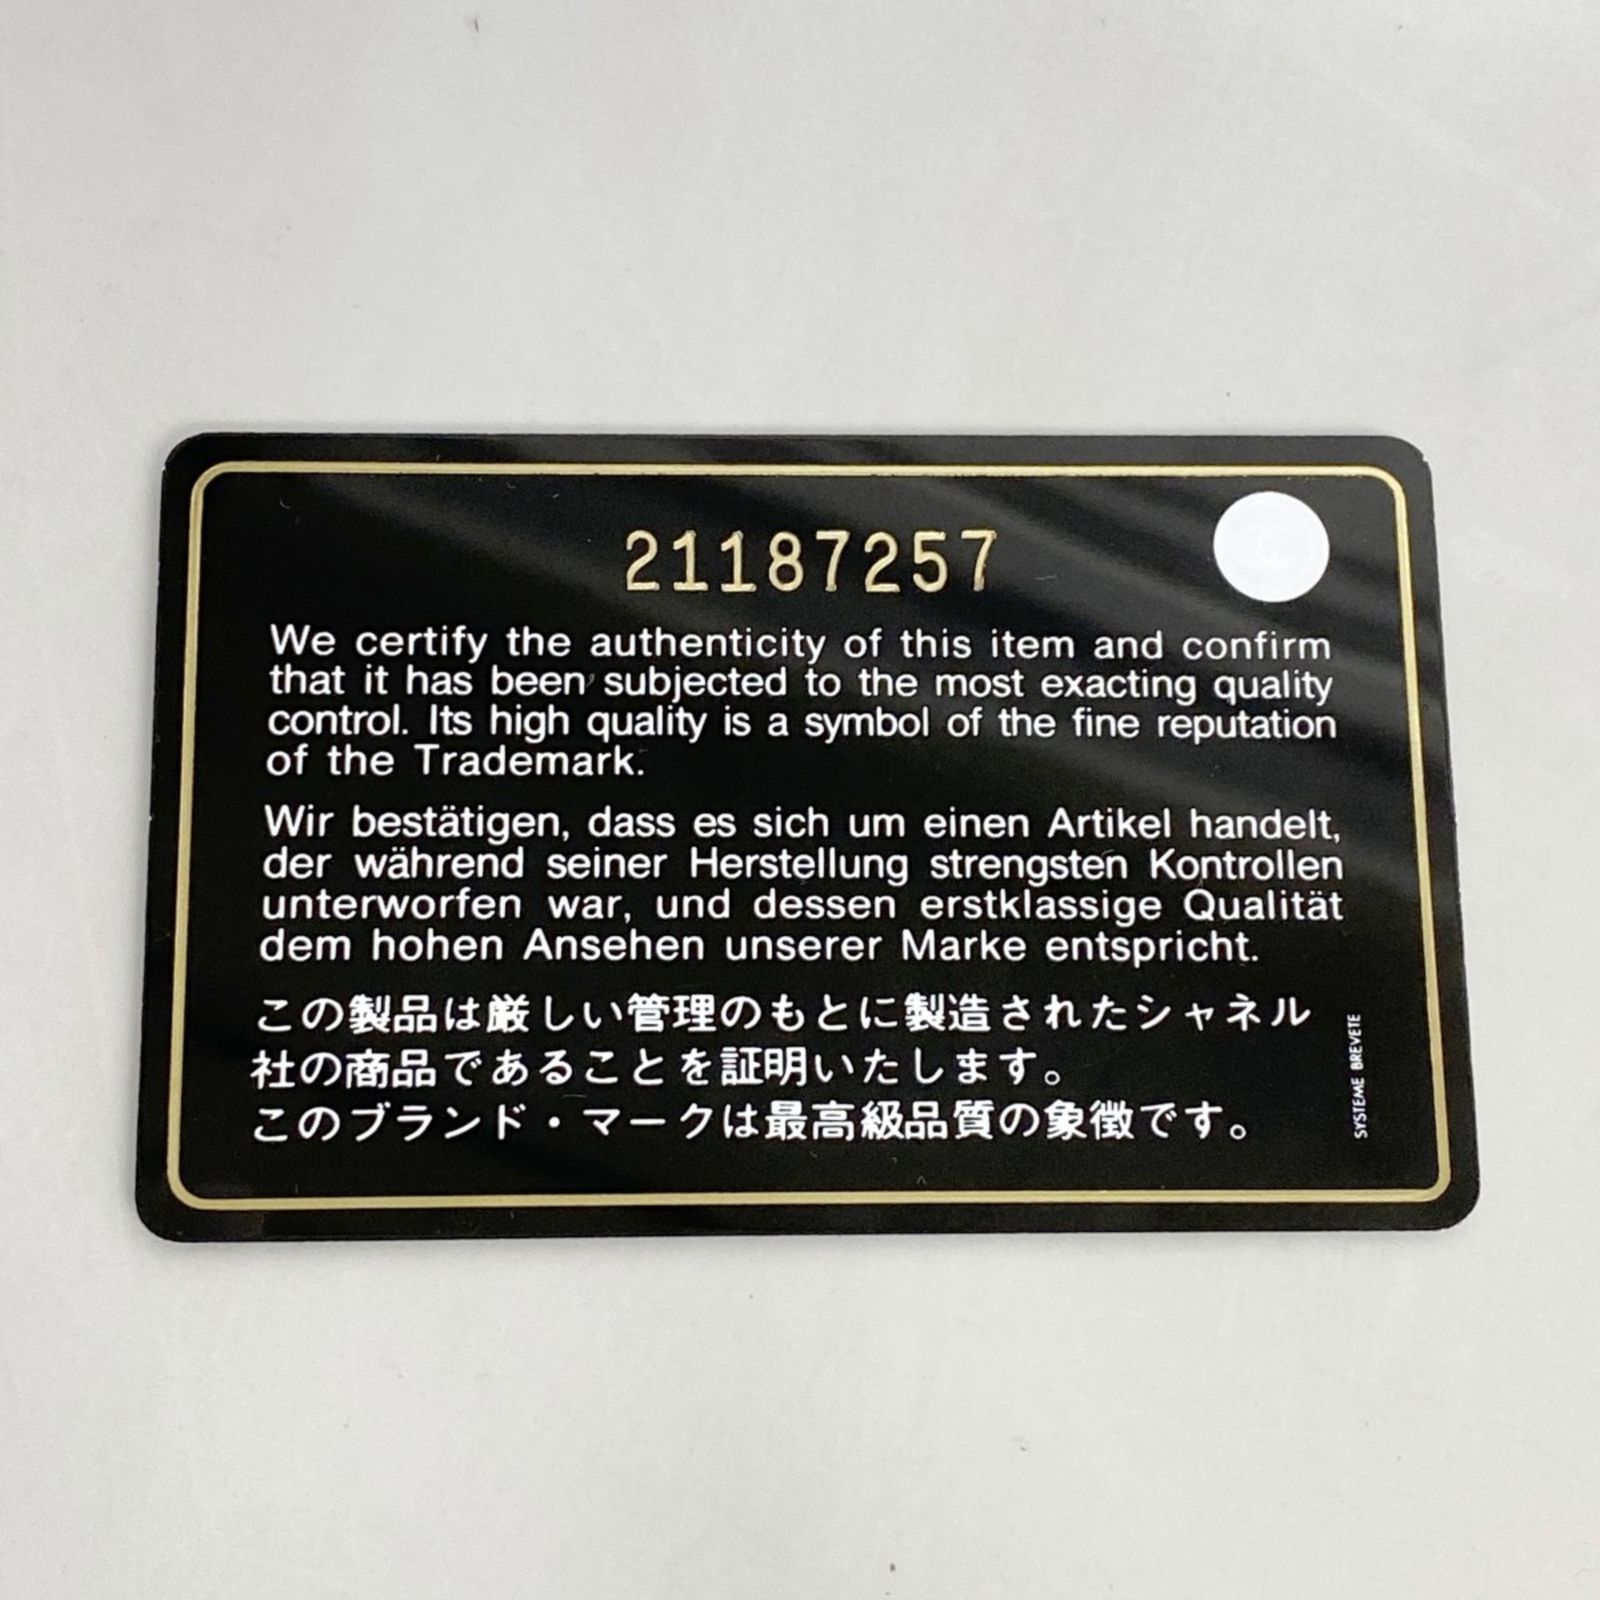 21187257
We certify the authenticity of this item and confirm
that it has been subjected to the most exacting quality
control. Its high quality is a symbol of the fine reputation
of the Trademark.
Wir bestätigen, dass es sich um einen Artikel handelt,
der während seiner Herstellung strengsten Kontrollen
unterworfen war, und dessen erstklassige Qualität
dem hohen Ansehen unserer Marke entspricht.
この製品は厳しい管理のもとに製造されたシャネル
社の商品であることを証明いたします。
このブランド・マークは最高級品質の象徴です。
SYSTEME BREVETE